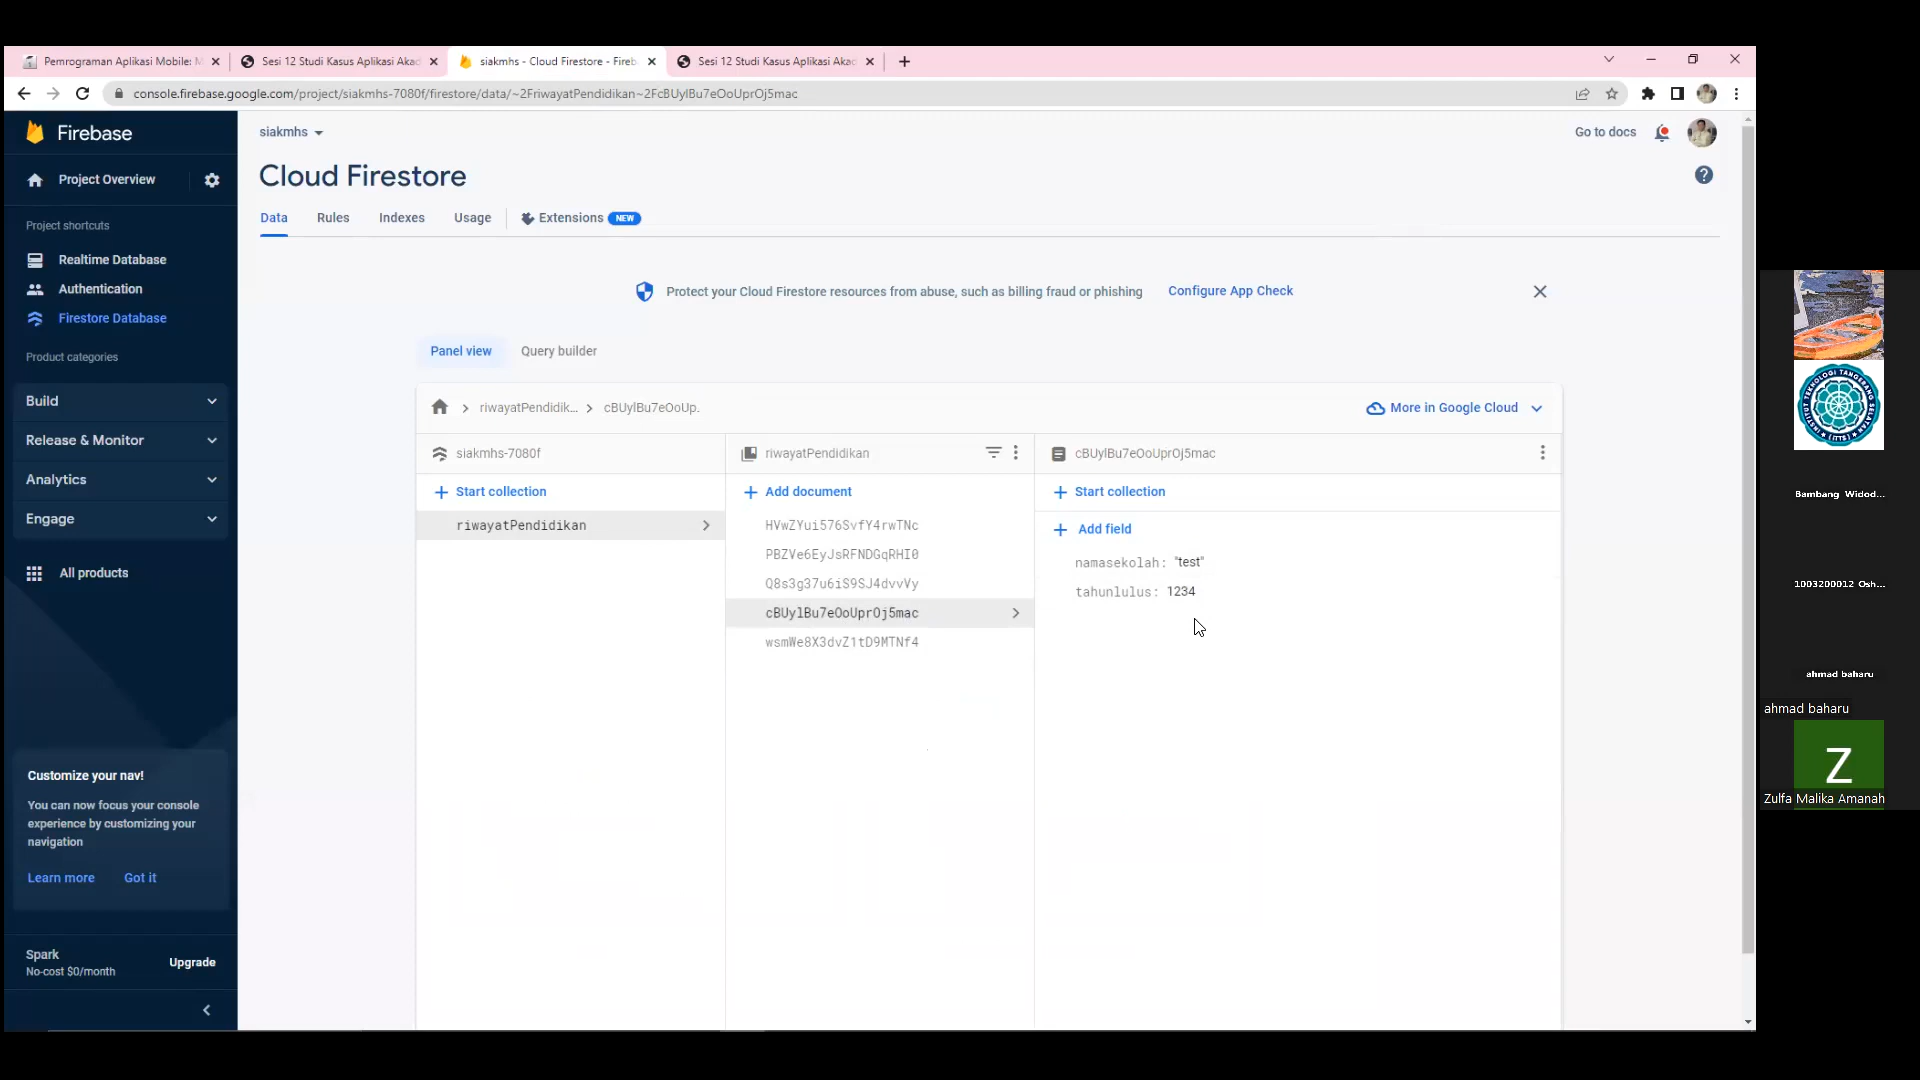 Pemrograman Aplikasi Mobile: M
Sesi 12 Studi Kasus Aplikasi Akad
siakmhs - Cloud Firestore - Fireb
Sesi 12 Studi Kasus Aplikasi Akad
console.firebase.google.com/project/siakmhs-7080f/firestore/data/~2FriwayatPendidikan~2FcBUylBu7eOoUprOj5mac
Firebase
siakmhs
Go to docs
Project Overview
Cloud Firestore
Data
Rules
Indexes
Usage
Extensions
NEW
Project shortcuts
Realtime Database
Authentication
Firestore Database
Product categories
Build
Release & Monitor
Analytics
Engage
All products
Customize your nav!
You can now focus your console
experience by customizing your
navigation
Learn more
Got it
Spark
No-cost $0/month
Upgrade
Protect your Cloud Firestore resources from abuse, such as billing fraud or phishing
Configure App Check
Panel view
Query builder
riwayatPendidik...
cBUylBu7eOoUp.
More in Google Cloud
siakmhs-7080f
Start collection
riwayatPendidikan
riwayatPendidikan
Add document
HVwZYui576SvfY4rwTNc
PBZVe6EyJsRFNDGqRHI0
Q8s3g37u6iS9SJ4dvvVy
cBUylBu7eOoUprOj5mac
wsmWe8X3dvZ1tD9MTNf4
cBUylBu7eOoUprOj5mac
Start collection
Add field
namasekolah: "test"
tahunlulus: 1234
INSTITUT TEKNOLOGI TANGERANG SELATAN
(ITTS)
Bambang Widod...
1003200012 Osh...
ahmad baharu
ahmad baharu
Z
Zulfa Malika Amanah